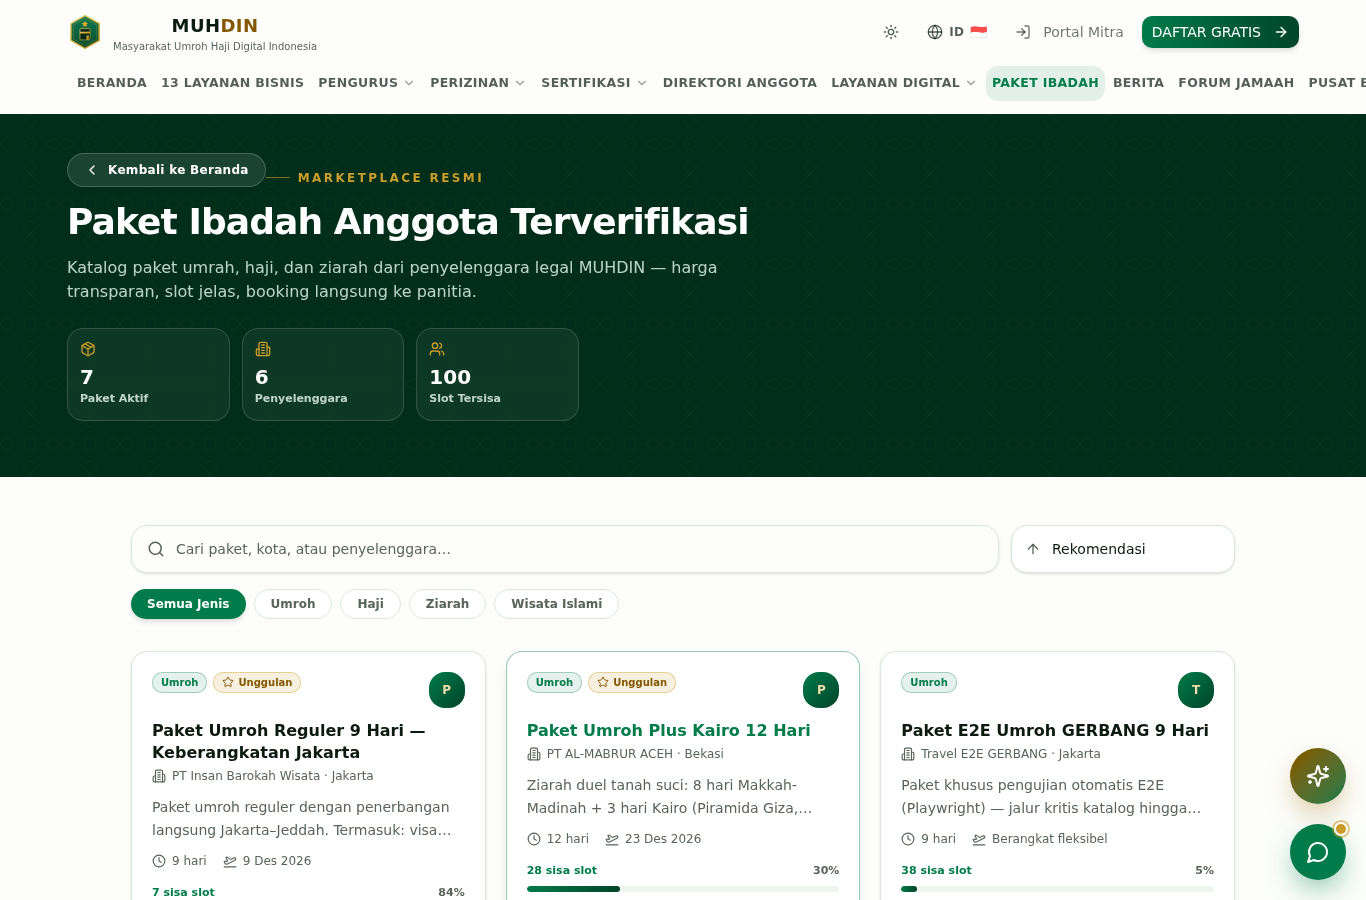 MUHDIN
Masyarakat Umroh Haji Digital Indonesia
ID
Portal Mitra
DAFTAR GRATIS
BERANDA
13 LAYANAN BISNIS
PENGURUS
PERIZINAN
SERTIFIKASI
DIREKTORI ANGGOTA
LAYANAN DIGITAL
PAKET IBADAH
BERITA
FORUM JAMAAH
PUSAT
Kembali ke Beranda
MARKETPLACE RESMI
Paket Ibadah Anggota Terverifikasi
Katalog paket umrah, haji, dan ziarah dari penyelenggara legal MUHDIN — harga
transparan, slot jelas, booking langsung ke panitia.
7
Paket Aktif
6
Penyelenggara
100
Slot Tersisa
Cari paket, kota, atau penyelenggara...
Rekomendasi
Semua Jenis
Umroh
Haji
Ziarah
Wisata Islami
Umroh
Unggulan
P
Paket Umroh Reguler 9 Hari —
Keberangkatan Jakarta
PT Insan Barokah Wisata · Jakarta
Paket umroh reguler dengan penerbangan
langsung Jakarta–Jeddah. Termasuk: visa...
9 hari
9 Des 2026
7 sisa slot
84%
Umroh
Unggulan
P
Paket Umroh Plus Kairo 12 Hari
PT AL-MABRUR ACEH · Bekasi
Ziarah duel tanah suci: 8 hari Makkah-
Madinah + 3 hari Kairo (Piramida Giza,...
12 hari
23 Des 2026
28 sisa slot
30%
Umroh
T
Paket E2E Umroh GERBANG 9 Hari
Travel E2E GERBANG · Jakarta
Paket khusus pengujian otomatis E2E
(Playwright) — jalur kritis katalog hingga...
9 hari
Berangkat fleksibel
38 sisa slot
5%